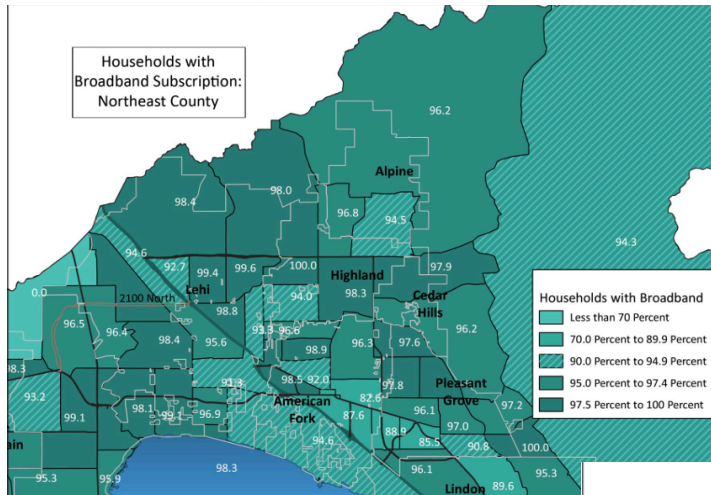 Households with
Broadband Subscription:
Northeast County
96.2
Alpine
98.0
98.4
96.8
94.5
94.3
94.6
92.7
99.4
99.6
100.0
Highland
97.9
0.0
2100 North
Lehi
94.0
98.3
Cedar
Hills
98.8
96.5
96.4
98.4
95.6
93.3
96.6
96.3
97.6
96.2
98.9
98.3
93.2
91.3
98.5
92.0
97.8
Pleasant
Grove
99.1
98.1
99.1
96.9
American
Fork
82.6
87.6
96.1
97.0
97.2
ain
94.6
88.9
85.5
90.8
100.0
98.3
95.3
95.9
96.1
95.3
Lindon
89.6
Households with Broadband
Less than 70 Percent
70.0 Percent to 89.9 Percent
90.0 Percent to 94.9 Percent
95.0 Percent to 97.4 Percent
97.5 Percent to 100 Percent